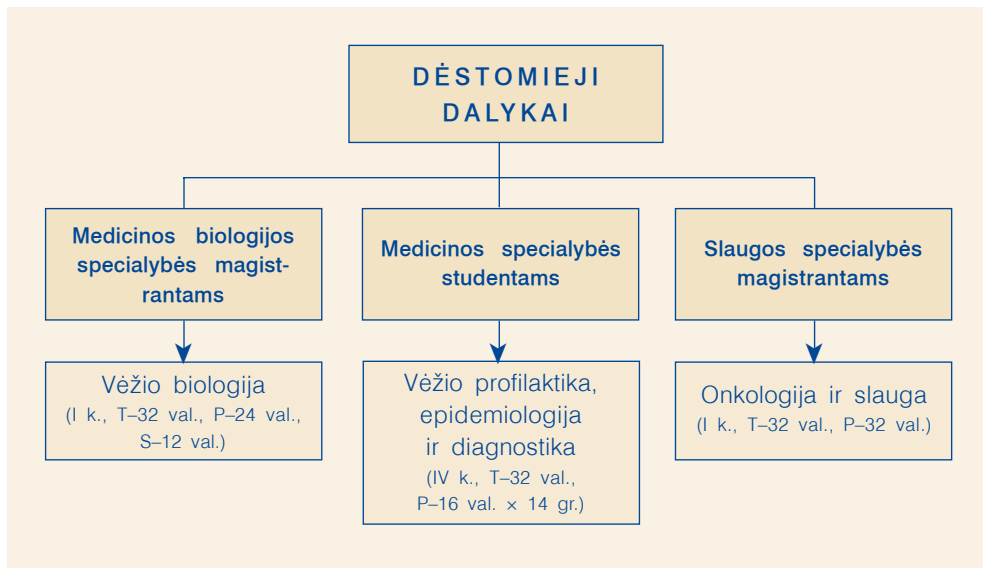 DĖSTOMIEJI
DALYKAI
Medicinos biologijos
specialybės magist-
rantams
Medicinos specialybės
studentams
Slaugos specialybės
magistrantams
Vėžio biologija
(I k., T–32 val., P–24 val.,
S–12 val.)
Vėžio profilaktika,
epidemiologija
ir diagnostika
(IV k., T–32 val.,
P–16 val. × 14 gr.)
Onkologija ir slauga
(I k., T–32 val., P–32 val.)